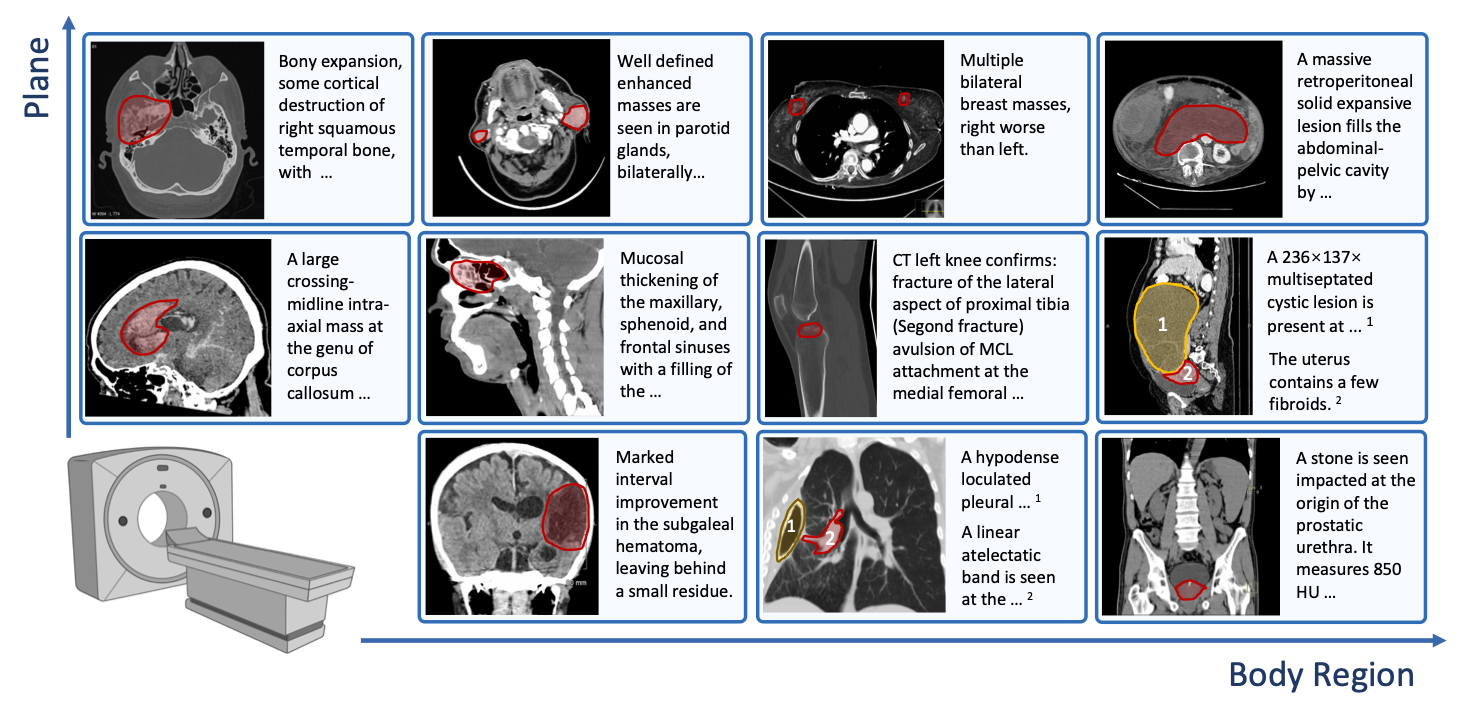 Plane
Bony expansion,
some cortical
destruction of
right squamous
temporal bone,
with ...
Well defined
enhanced
masses are
seen in parotid
glands,
bilaterally...
Multiple
bilateral
breast masses,
right worse
than left.
A massive
retroperitoneal
solid expansive
lesion fills the
abdominal-
pelvic cavity
by ...
A large
crossing-
midline intra-
axial mass at
the genu of
corpus
callosum ...
Mucosal
thickening of
the maxillary,
sphenoid, and
frontal sinuses
with a filling of
the ...
CT left knee confirms:
fracture of the lateral
aspect of proximal tibia
(Segond fracture)
avulsion of MCL
attachment at the
medial femoral ...
1
2
A 236×137×
multiseptated
cystic lesion is
present at ... 1
The uterus
contains a few
fibroids. 2
mm
Marked
interval
improvement
in the subgaleal
hematoma,
leaving behind
a small residue.
1
2
A hypodense
loculated
pleural ... 1
A linear
atelectatic
band is seen
at the ... 2
A stone is seen
impacted at the
origin of the
prostatic
urethra. It
measures 850
HU ...
Body Region